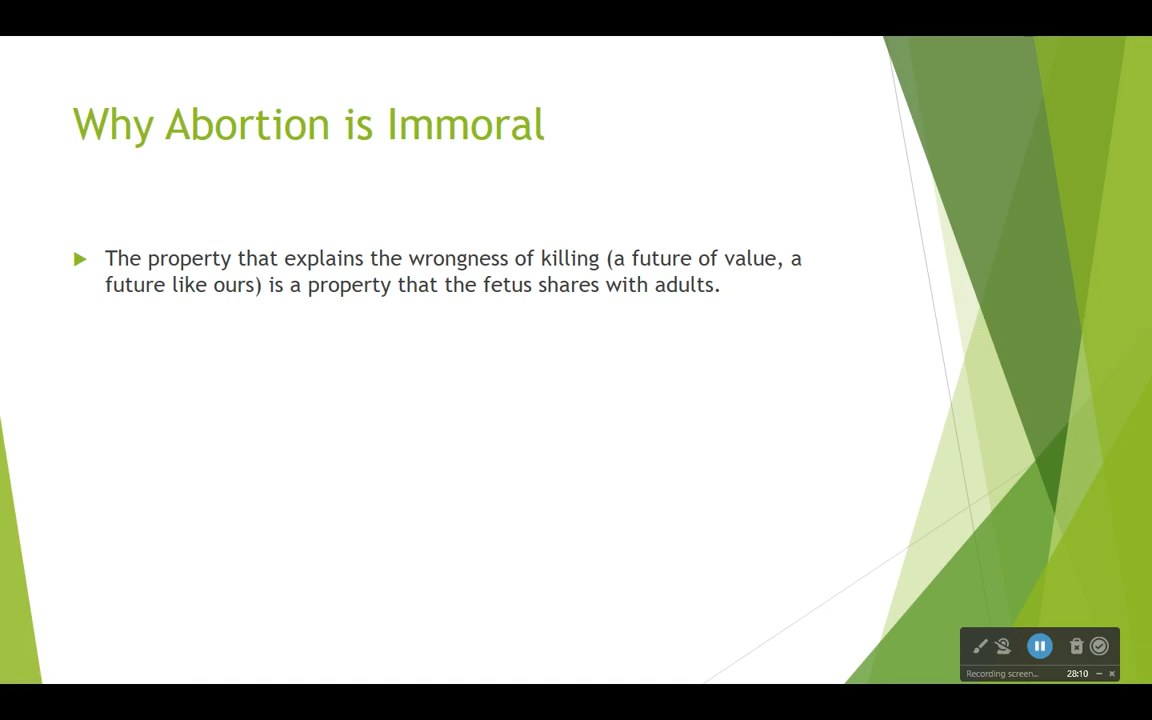 Why Abortion is Immoral
The property that explains the wrongness of killing (a future of value, a
future like ours) is a property that the fetus shares with adults.
Recording screen... 28:10